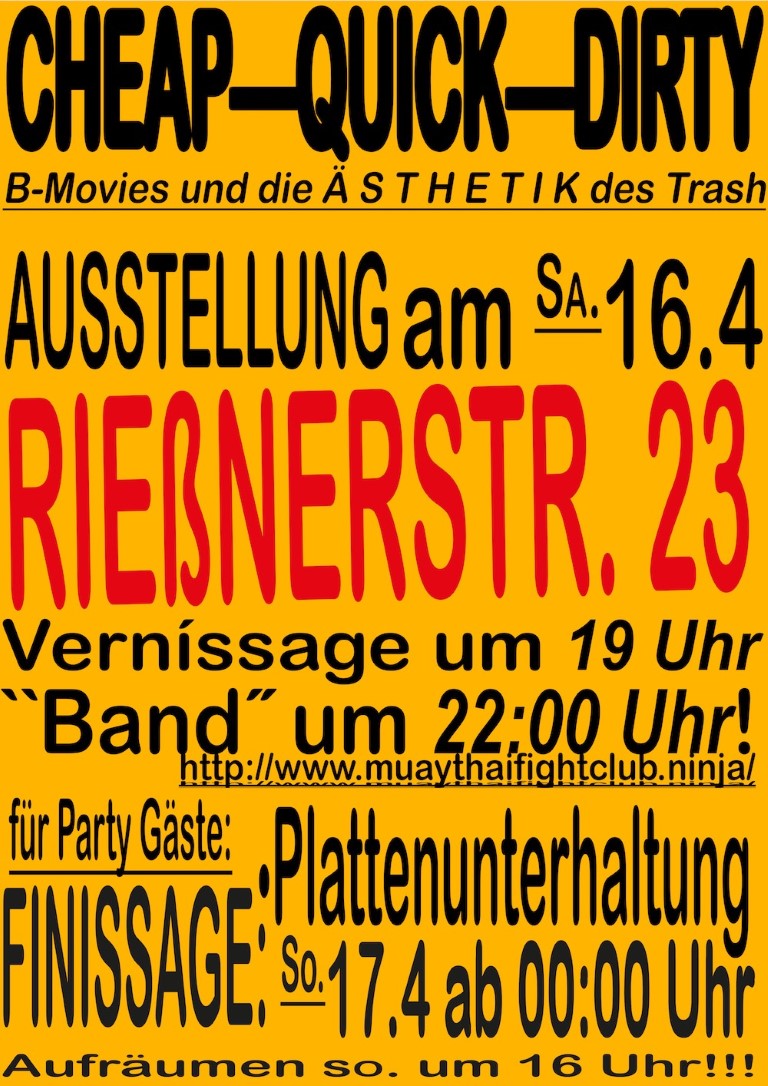 CHEAP—QUICK—DIRTY
B-Movies und die ÄSTHETIK des Trash
AUSSTELLUNG am SA. 16.4
RIEßNERSTR. 23
Verníssage um 19 Uhr
``Band˝ um 22:00 Uhr!
http://www.muaythaifightclub.ninja/
für Party Gäste:
FINISSAGE: :Plattenunterhaltung
So. 17.4 ab 00:00 Uhr
Aufräumen so. um 16 Uhr!!!